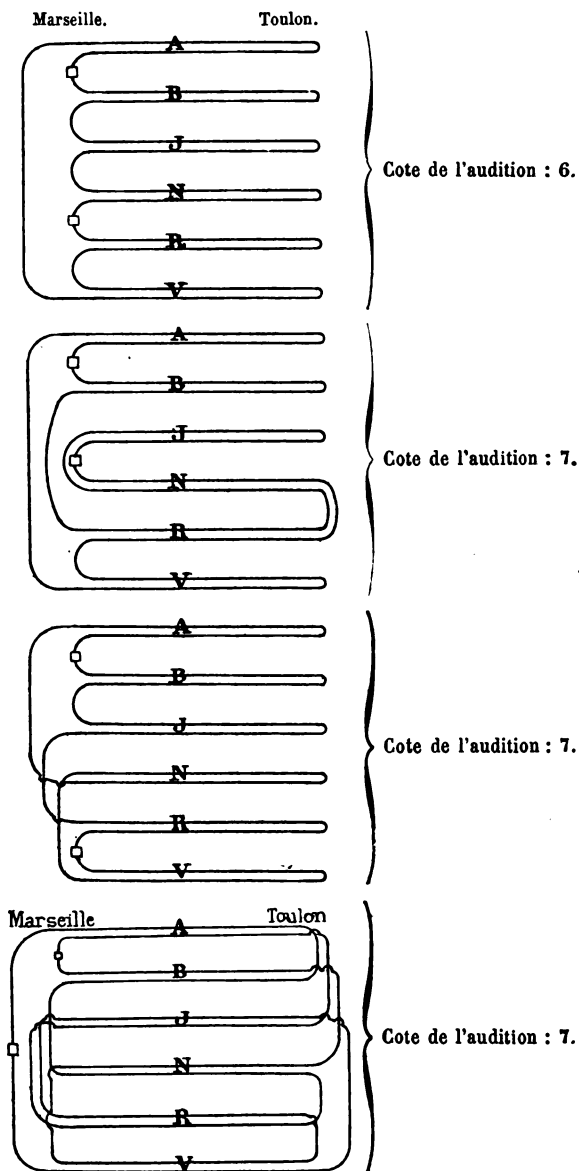 Marseille. Toulon.
A
B
J
N
R
V
Cote de l'audition : 6.
A
B
J
N
R
V
Cote de l'audition : 7.
A
B
J
N
R
V
Cote de l'audition : 7.
Marseille Toulon
A
B
J
N
R
V
Cote de l'audition : 7.